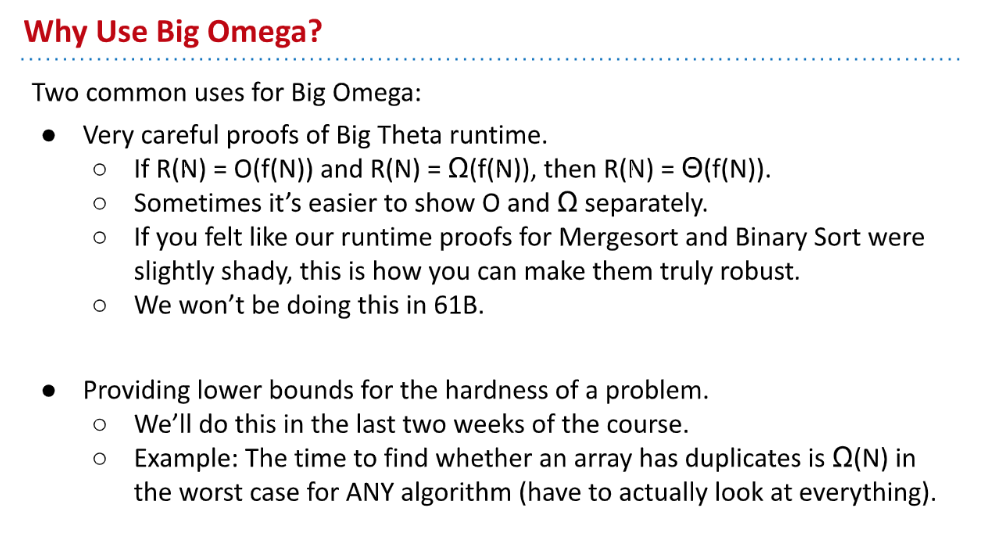 Why Use Big Omega?
Two common uses for Big Omega:
● Very careful proofs of Big Theta runtime.
○ If R(N) = O(f(N)) and R(N) = Ω(f(N)), then R(N) = Θ(f(N)).
○ Sometimes it’s easier to show O and Ω separately.
○ If you felt like our runtime proofs for Mergesort and Binary Sort were
slightly shady, this is how you can make them truly robust.
○ We won’t be doing this in 61B.
● Providing lower bounds for the hardness of a problem.
○ We’ll do this in the last two weeks of the course.
○ Example: The time to find whether an array has duplicates is Ω(N) in
the worst case for ANY algorithm (have to actually look at everything).